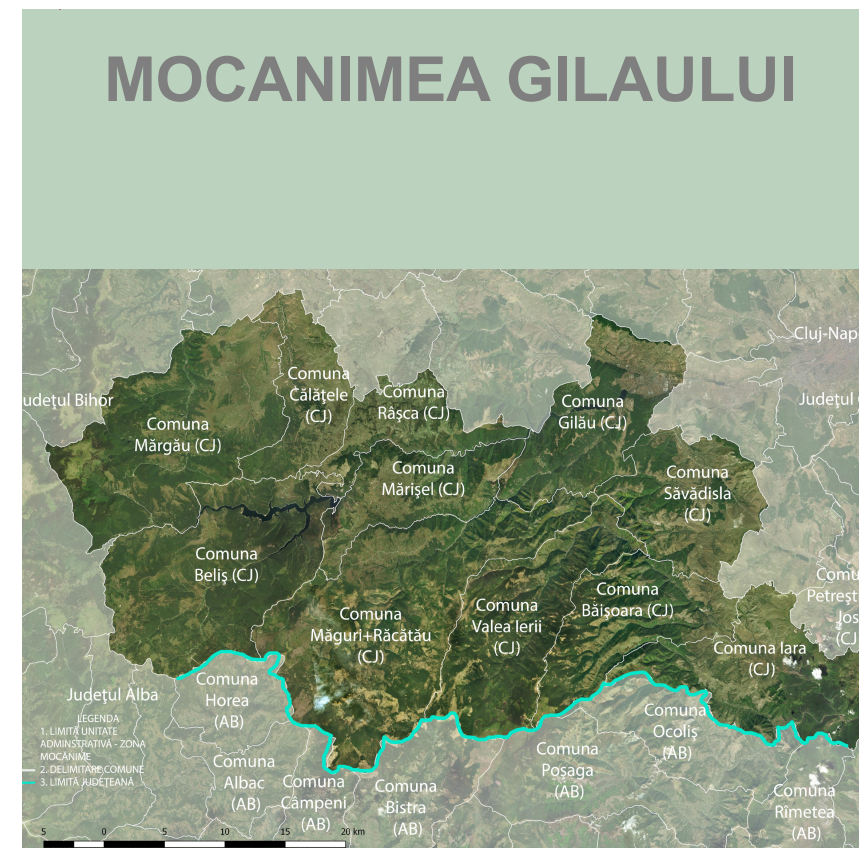 MOCANIMEA GILAULUI
Cluj-Nap
Comuna
Călăţele
(CJ)
Comuna
Râşca (CJ)
udeţul Bihor
Judeţul
Comuna
Gilău (CJ)
Comuna
Mărgău (CJ)
Comuna
Mărişel (CJ)
Comuna
Săvădisla
(CJ)
Comuna
Beliş (CJ)
Comu
Petreşt
Jos
(CJ
Comuna
Băişoara (CJ)
Comuna
Valea Ierii
(CJ)
Comuna
Măguri+Răcătău
(CJ)
Comuna Iara
(CJ)
Judeţul Alba
Comuna
Horea
(AB)
Comuna
Ocoliş
(AB)
LEGENDA
1. LIMITĂ UNITATE
ADMINSTRATIVĂ - ZONA
MOCĂNIME
2. DELIMITARE COMUNE
3. LIMITĂ JUDEŢEANĂ
Comuna
Albac
(AB)
Comuna
Câmpeni
(AB)
Comuna
Bistra
(AB)
Comuna
Poşaga
(AB)
Comuna
Rîmetea
(AB)
5 0 5 10 15 20 km